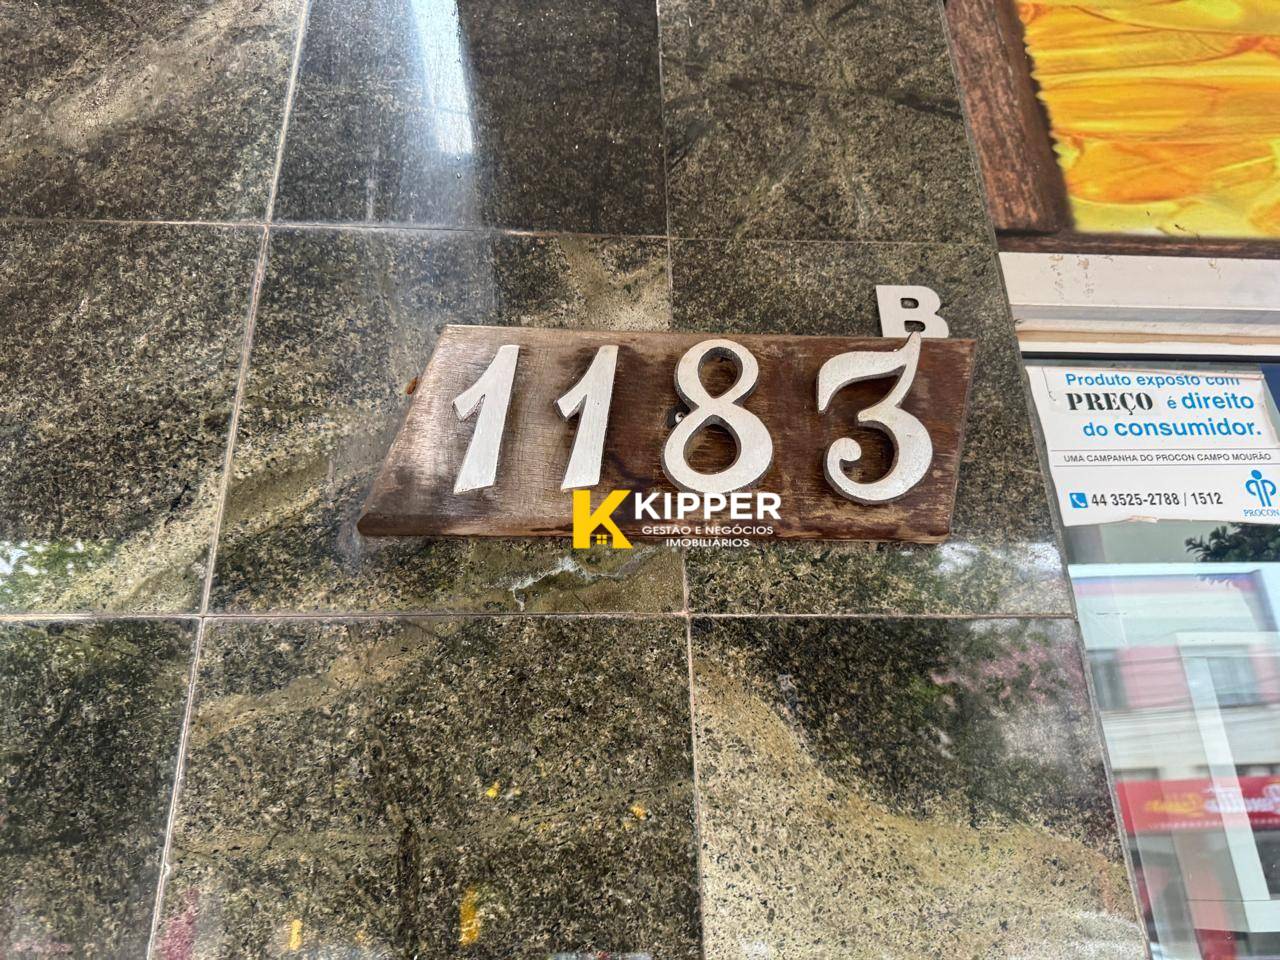 B
1183
KIPPER
GESTÃO E NEGÓCIOS
IMOBILIÁRIOS
Produto exposto com
PREÇO é direito
do consumidor.
UMA CAMPANHA DO PROCON CAMPO MOURÃO
44 3525-2788 / 1512
PROCON